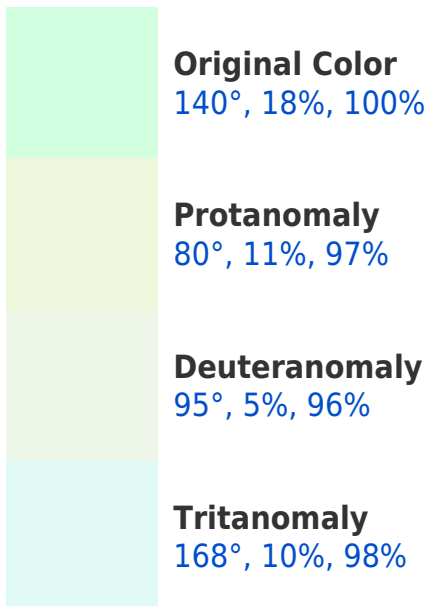 Original Color
140°, 18%, 100%
Protanomaly
80°, 11%, 97%
Deuteranomaly
95°, 5%, 96%
Tritanomaly
168°, 10%, 98%